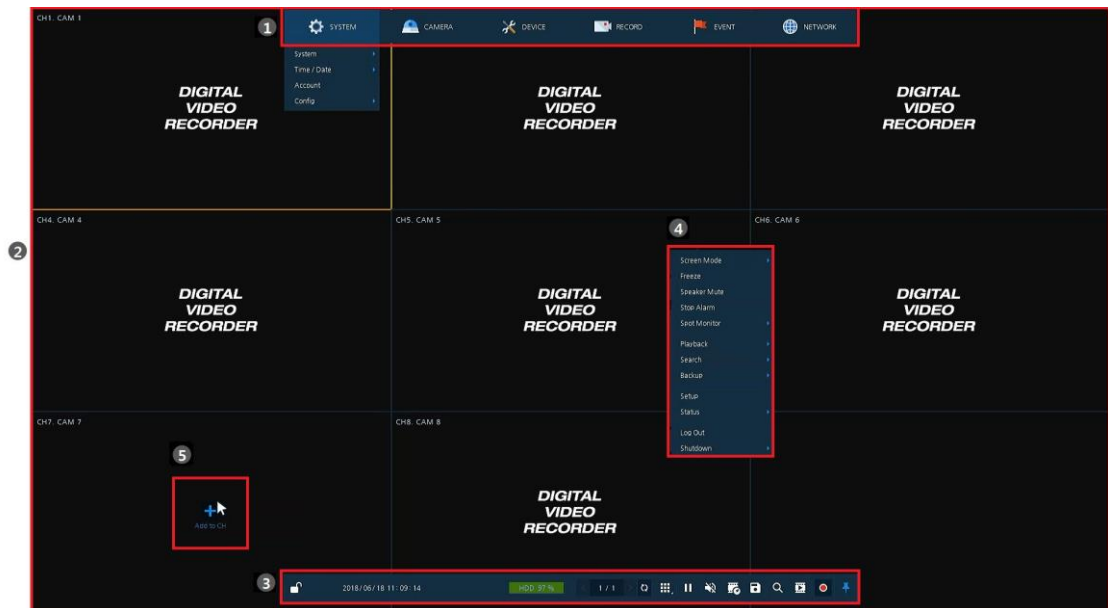 CH1. CAM 1
1
SYSTEM
CAMERA
DEVICE
RECORD
EVENT
NETWORK
System
Time / Date
Account
Config
DIGITAL
VIDEO
RECORDER
DIGITAL
VIDEO
RECORDER
DIGITAL
VIDEO
RECORDER
2
CH4. CAM 4
CH5. CAM 5
CH6. CAM 6
DIGITAL
VIDEO
RECORDER
DIGITAL
VIDEO
RECORDER
DIGITAL
VIDEO
RECORDER
4
Screen Mode
Freeze
Speaker Mute
Stop Alarm
Spot Monitor
Playback
Search
Backup
Setup
Status
Log Out
Shutdown
CH7. CAM 7
CH8. CAM 8
5
Add to CH
DIGITAL
VIDEO
RECORDER
3
2018/06/18 11:09:14
HDD 97 %
1 / 1